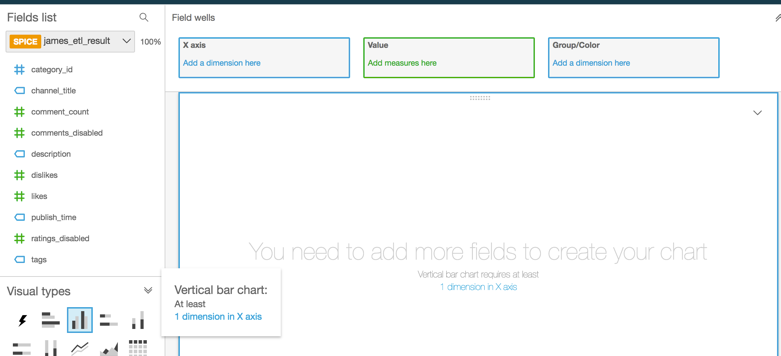 Fields list
Field wells
SPICE james_etl_result 100%
X axis
Add a dimension here
Value
Add measures here
Group/Color
Add a dimension here
category_id
channel_title
comment_count
comments_disabled
description
dislikes
likes
publish_time
ratings_disabled
tags
You need to add more fields to create your chart
Vertical bar chart requires at least
1 dimension in X axis
Visual types
Vertical bar chart:
At least
1 dimension in X axis